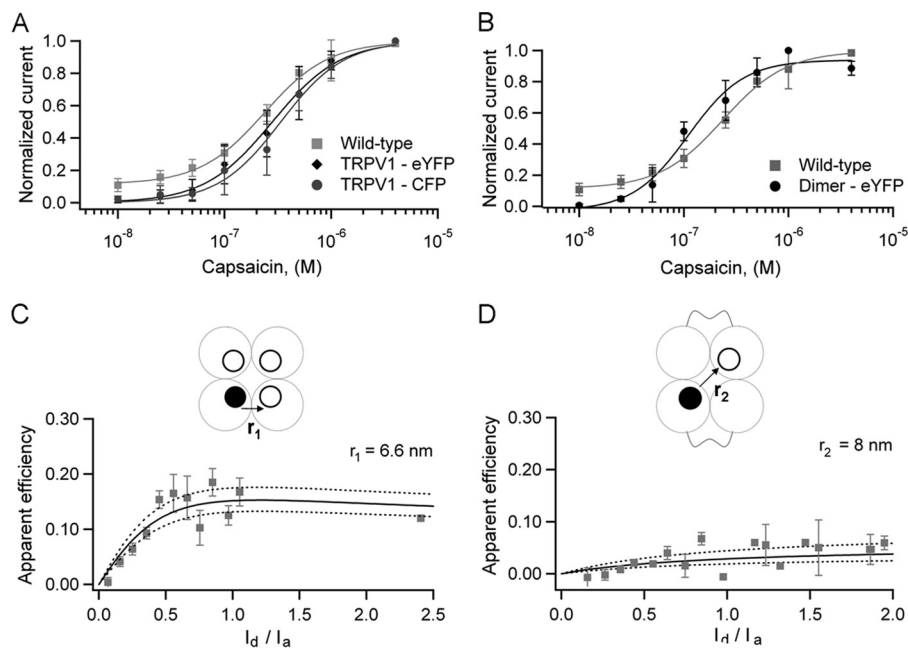 A
Normalized current
1.0
0.8
0.6
0.4
0.2
0.0
Wild-type
TRPV1 - eYFP
TRPV1 - CFP
10-8
10-7
10-6
10-5
Capsaicin, (M)
B
Normalized current
1.0
0.8
0.6
0.4
0.2
0.0
Wild-type
Dimer - eYFP
10-8
10-7
10-6
10-5
Capsaicin, (M)
C
r1
r1 = 6.6 nm
Apparent efficiency
0.30
0.20
0.10
0.00
0.0
0.5
1.0
1.5
2.0
2.5
Id / Ia
D
r2
r2 = 8 nm
Apparent efficiency
0.30
0.20
0.10
0.00
0.0
0.5
1.0
1.5
2.0
Id / Ia